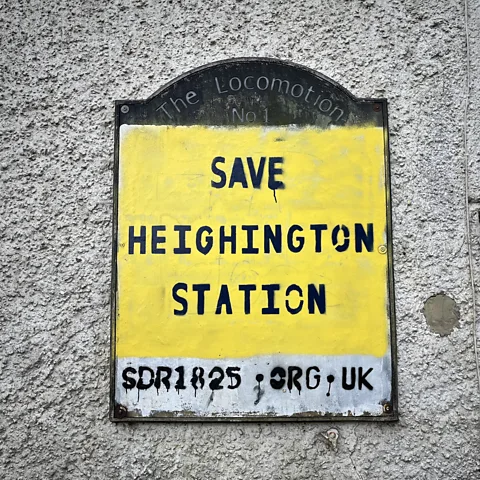 The Locomotion
No 1
SAVE
HEIGHINGTON
STATION
SDR1825.ORG.UK